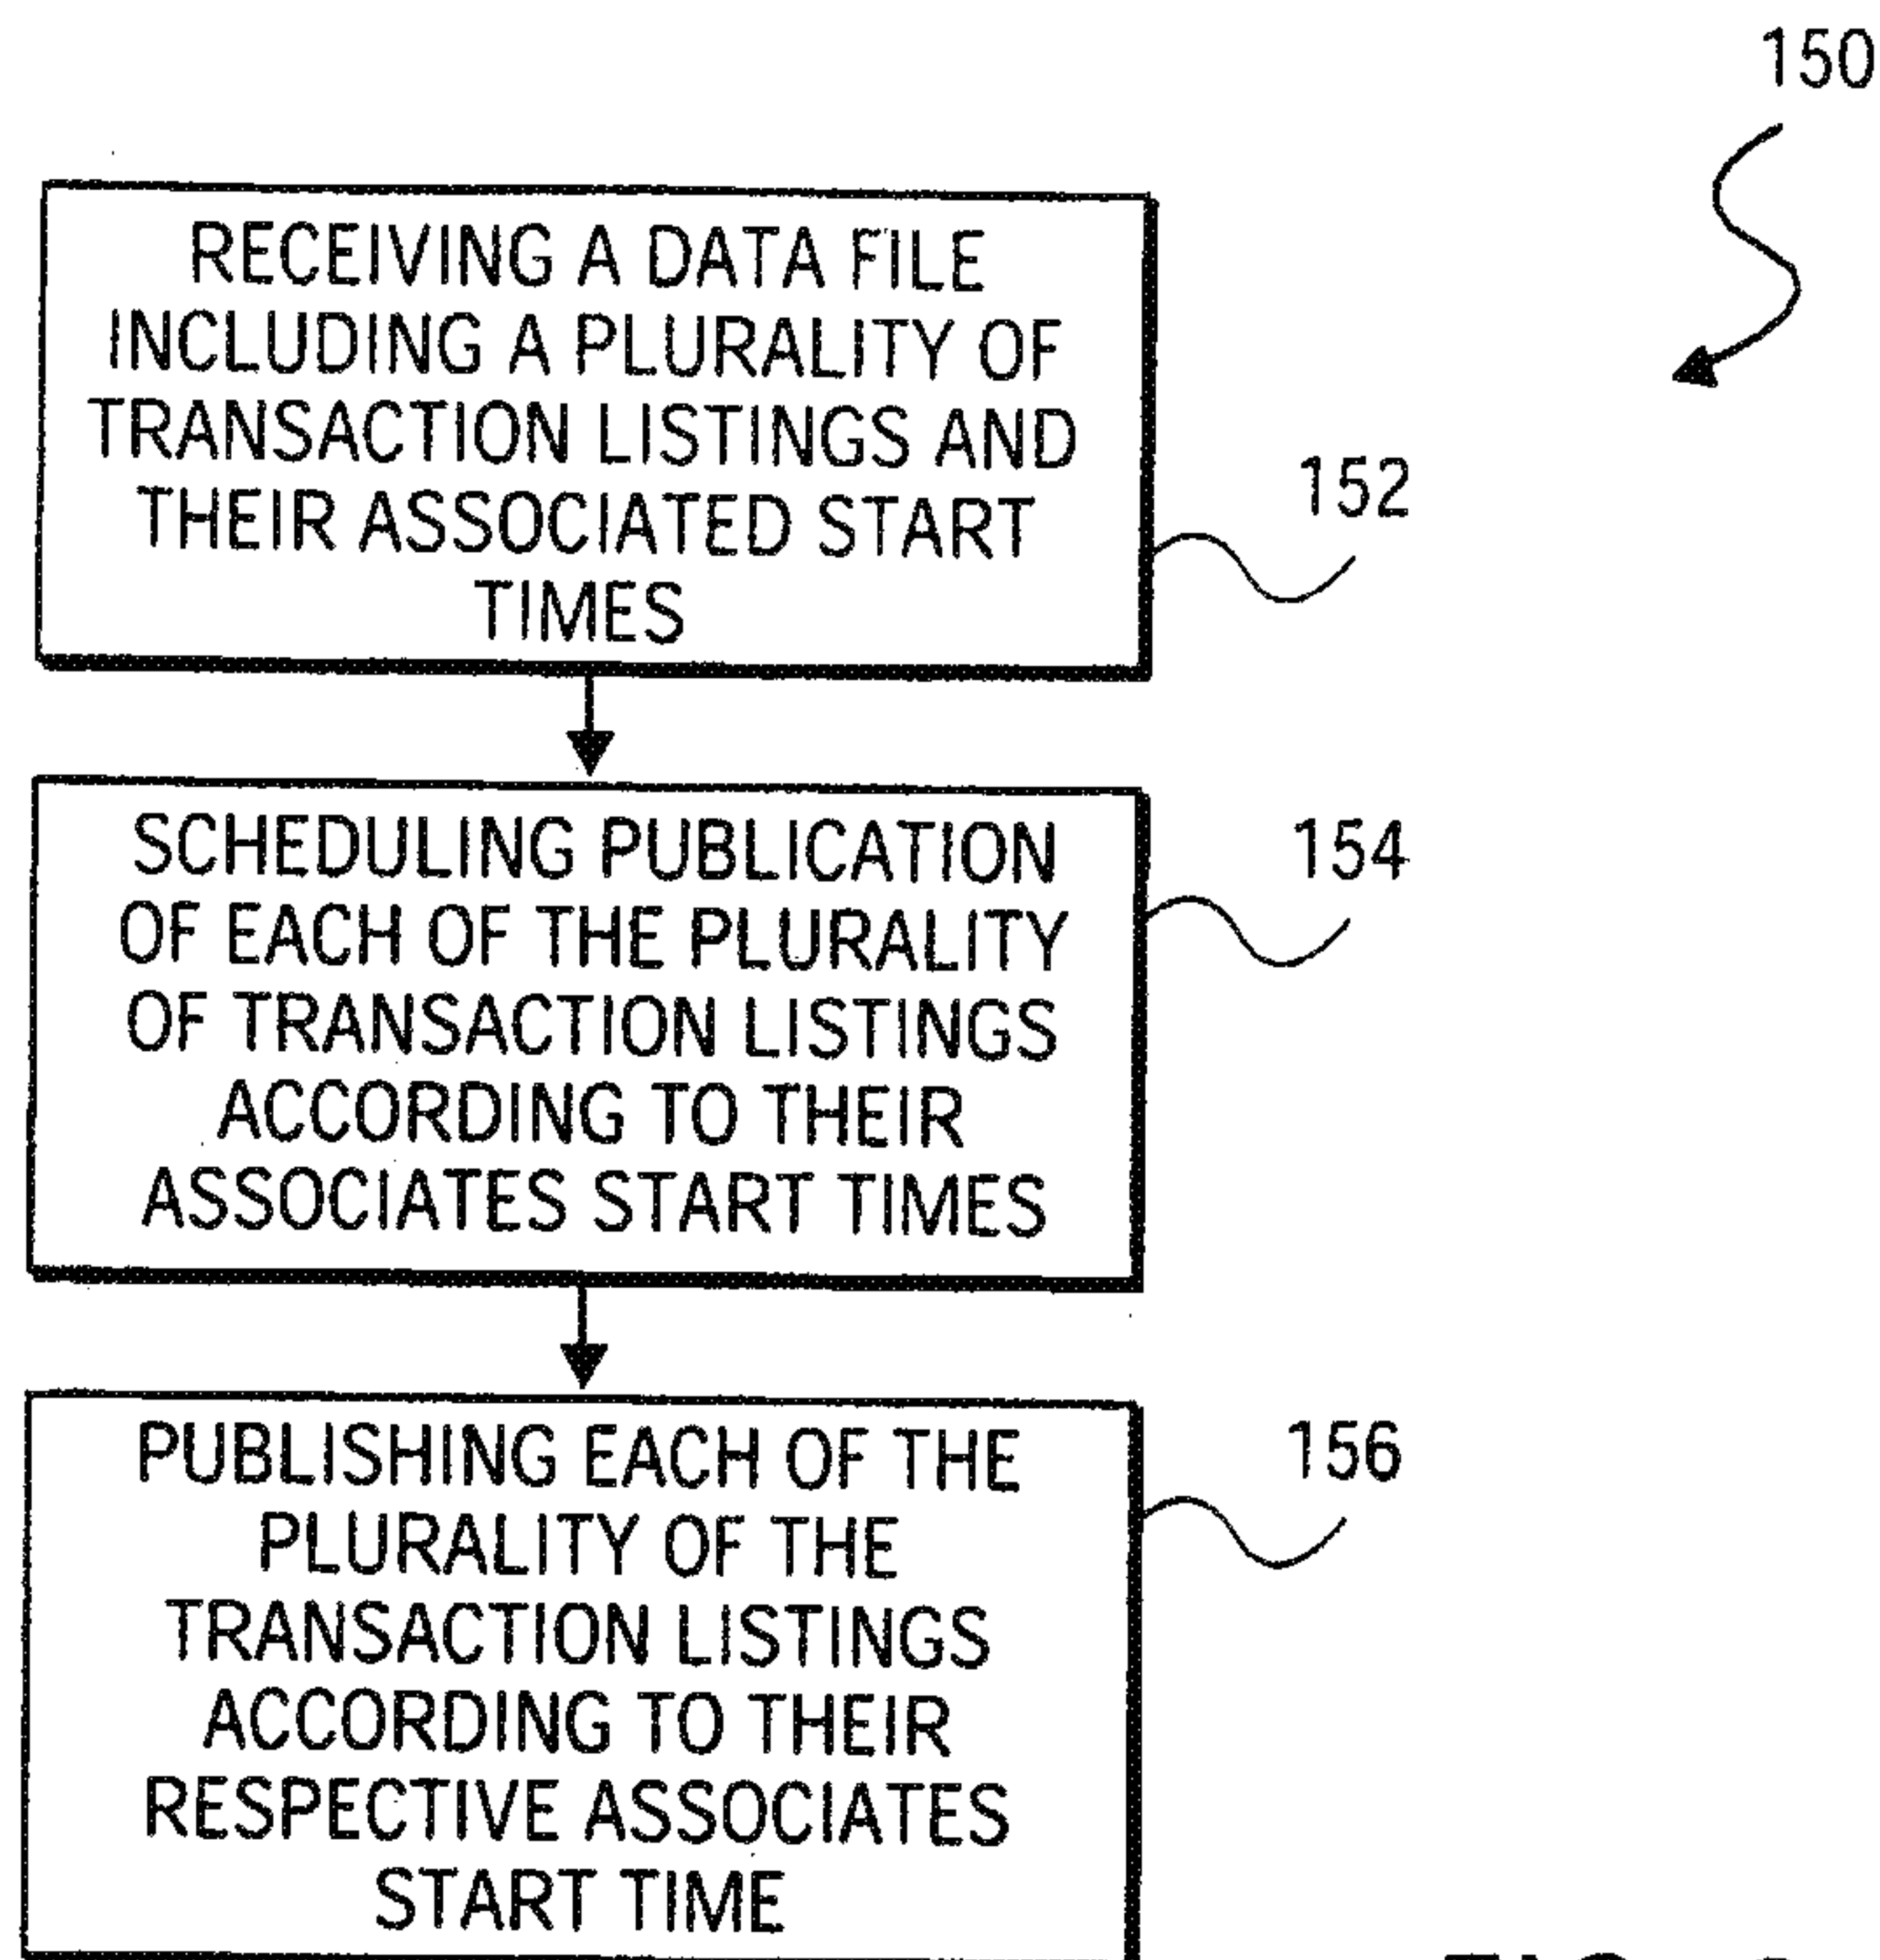 150
RECEIVING A DATA FILE
INCLUDING A PLURALITY OF
TRANSACTION LISTINGS AND
THEIR ASSOCIATED START
TIMES
152
SCHEDULING PUBLICATION
OF EACH OF THE PLURALITY
OF TRANSACTION LISTINGS
ACCORDING TO THEIR
ASSOCIATES START TIMES
154
PUBLISHING EACH OF THE
PLURALITY OF THE
TRANSACTION LISTINGS
ACCORDING TO THEIR
RESPECTIVE ASSOCIATES
START TIME
156